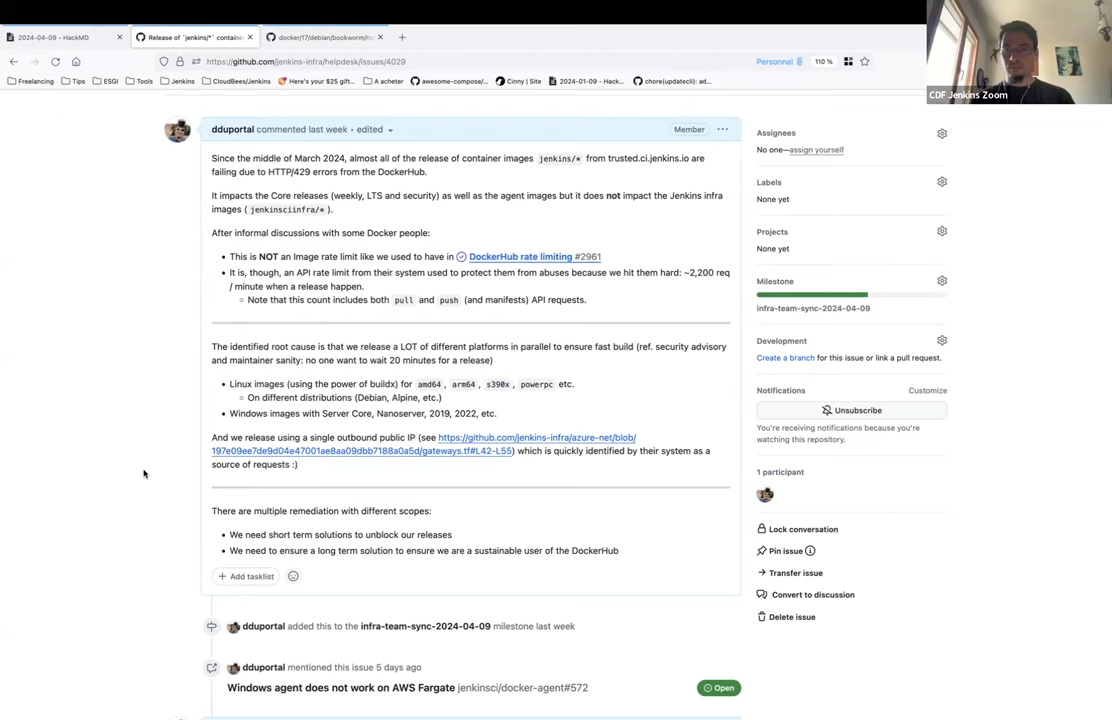 2024-04-09 - HackMD
Release of `jenkins/*` containe
docker/17/debian/bookworm/ho
https://github.com/jenkins-infra/helpdesk/issues/4029
Personnel
110 %
Freelancing
Tips
ESGI
Tools
Jenkins
CloudBees/Jenkins
Here's your $25 gift...
A acheter
awesome-compose/...
Cinny | Site
2024-01-09 - Hack...
chore(updatecli): ad...
CDF Jenkins Zoom
dduportal commented last week • edited
Member
Since the middle of March 2024, almost all of the release of container images jenkins/* from trusted.ci.jenkins.io are
failing due to HTTP/429 errors from the DockerHub.
It impacts the Core releases (weekly, LTS and security) as well as the agent images but it does not impact the Jenkins infra
images ( jenkinsciinfra/* ).
After informal discussions with some Docker people:
• This is NOT an Image rate limit like we used to have in DockerHub rate limiting #2961
• It is, though, an API rate limit from their system used to protect them from abuses because we hit them hard: ~2,200 req
/ minute when a release happen.
Note that this count includes both pull and push (and manifests) API requests.
The identified root cause is that we release a LOT of different platforms in parallel to ensure fast build (ref. security advisory
and maintainer sanity: no one want to wait 20 minutes for a release)
• Linux images (using the power of buildx) for amd64 , arm64 , s390x , powerpc etc.
On different distributions (Debian, Alpine, etc.)
• Windows images with Server Core, Nanoserver, 2019, 2022, etc.
And we release using a single outbound public IP (see https://github.com/jenkins-infra/azure-net/blob/
197e09ee7de9d04e47001ae8aa09dbb7188a0a5d/gateways.tf#L42-L55) which is quickly identified by their system as a
source of requests :)
There are multiple remediation with different scopes:
• We need short term solutions to unblock our releases
• We need to ensure a long term solution to ensure we are a sustainable user of the DockerHub
Add tasklist
dduportal added this to the infra-team-sync-2024-04-09 milestone last week
dduportal mentioned this issue 5 days ago
Windows agent does not work on AWS Fargate jenkinsci/docker-agent#572
Open
Assignees
No one—assign yourself
Labels
None yet
Projects
None yet
Milestone
infra-team-sync-2024-04-09
Development
Create a branch for this issue or link a pull request.
Notifications
Customize
Unsubscribe
You're receiving notifications because you're
watching this repository.
1 participant
Lock conversation
Pin issue
Transfer issue
Convert to discussion
Delete issue